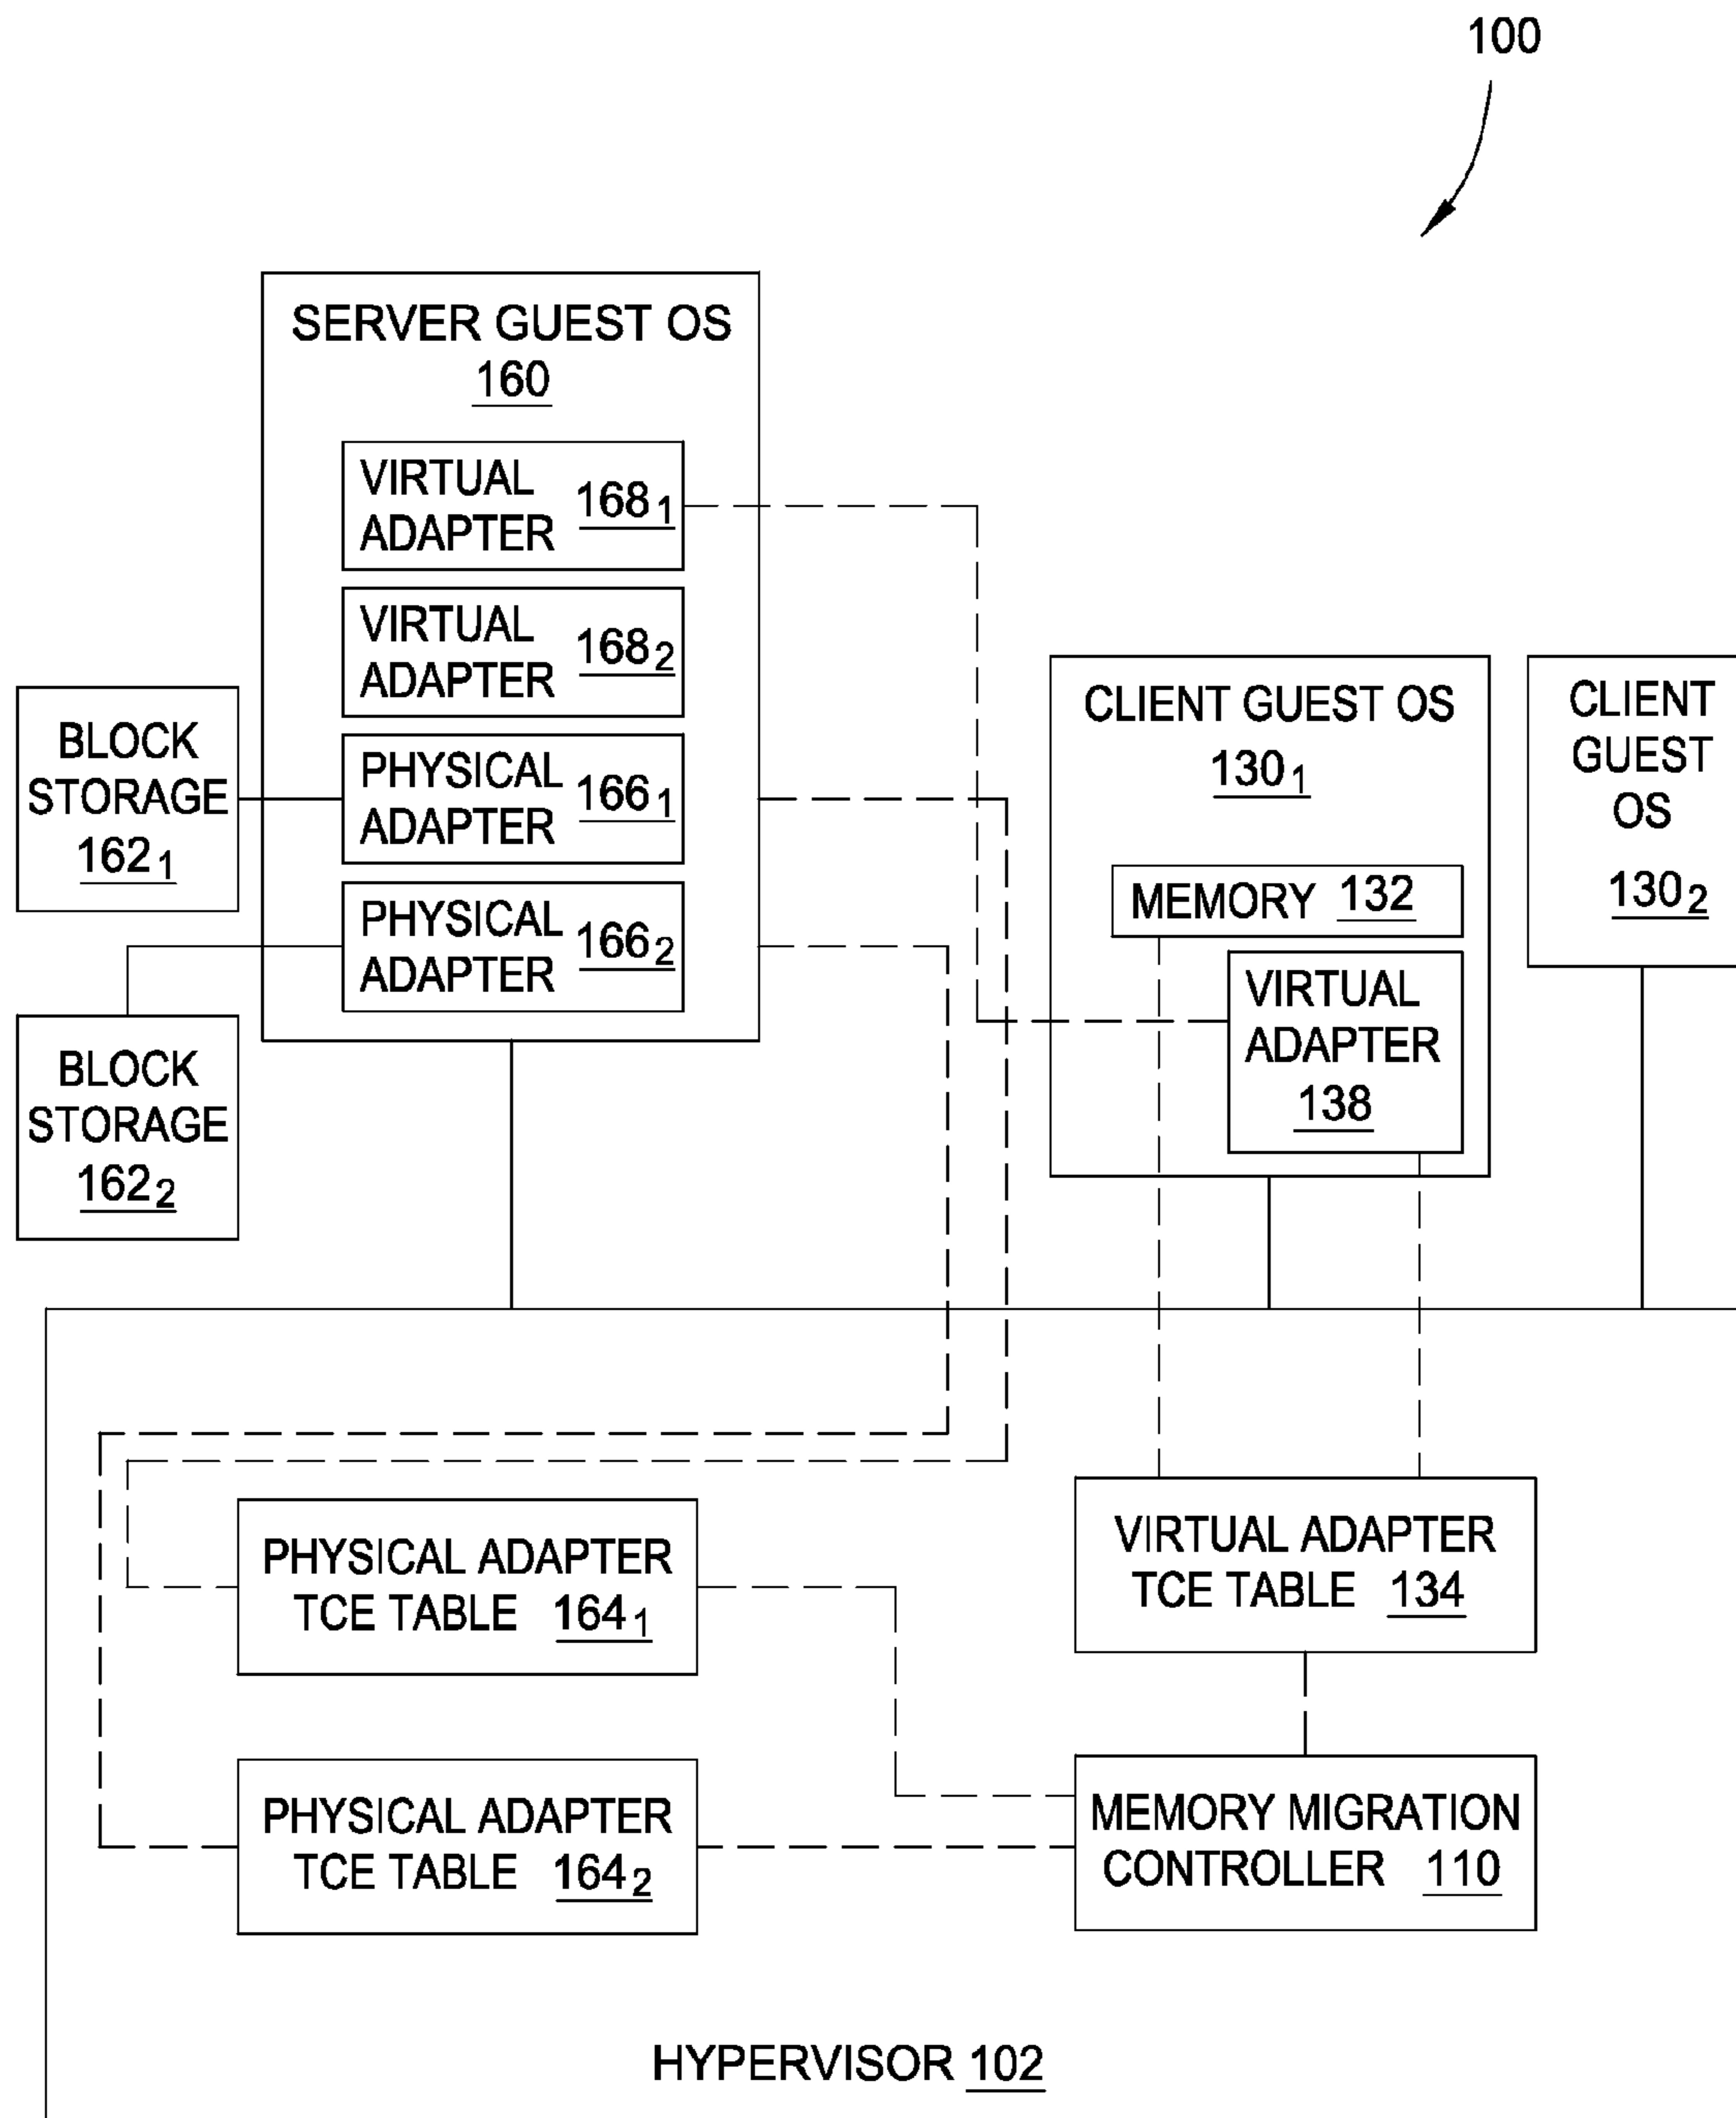 100
SERVER GUEST OS
160
VIRTUAL
ADAPTER 168₁
VIRTUAL
ADAPTER 168₂
PHYSICAL
ADAPTER 166₁
PHYSICAL
ADAPTER 166₂
BLOCK
STORAGE
162₁
BLOCK
STORAGE
162₂
CLIENT GUEST OS
130₁
MEMORY 132
VIRTUAL
ADAPTER
138
CLIENT
GUEST
OS
130₂
PHYSICAL ADAPTER
TCE TABLE 164₁
VIRTUAL ADAPTER
TCE TABLE 134
PHYSICAL ADAPTER
TCE TABLE 164₂
MEMORY MIGRATION
CONTROLLER 110
HYPERVISOR 102